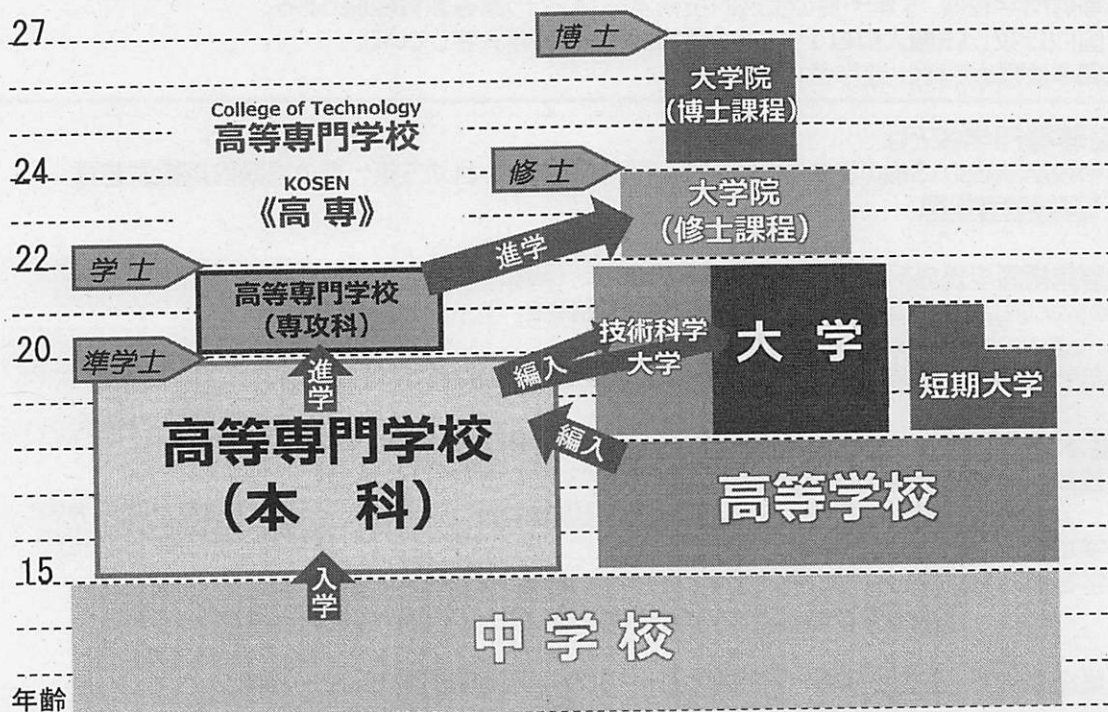 27
博士
大学院
(博士課程)
College of Technology
高等専門学校
KOSEN
《高専》
24
修士
大学院
(修士課程)
進学
22
学士
高等専門学校
(専攻科)
技術科学
大学
大学
20
準学士
進学
編入
短期大学
高等専門学校
(本 科)
編入
高等学校
15
入学
中学校
年齢